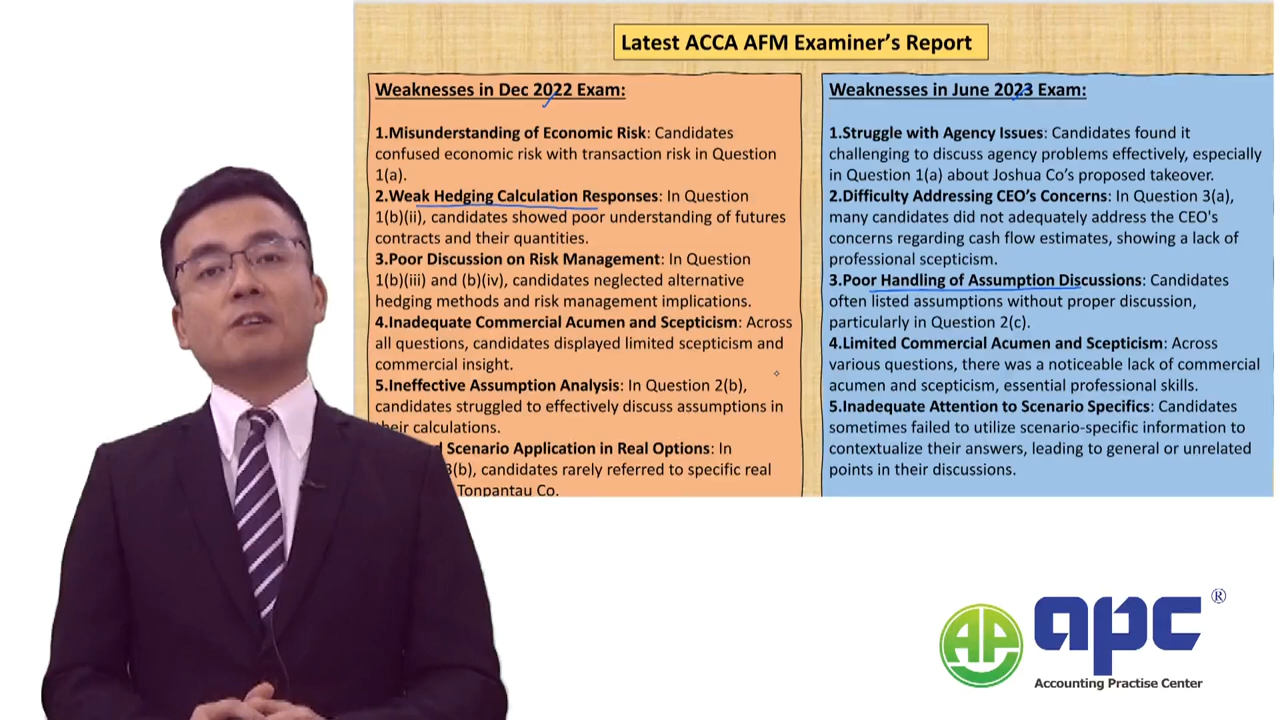 Latest ACCA AFM Examiner's Report
Weaknesses in Dec 2022 Exam:
1.Misunderstanding of Economic Risk: Candidates
confused economic risk with transaction risk in Question
1(a).
2.Weak Hedging Calculation Responses: In Question
1(b)(ii), candidates showed poor understanding of futures
contracts and their quantities.
3.Poor Discussion on Risk Management: In Question
1(b)(iii) and (b)(iv), candidates neglected alternative
hedging methods and risk management implications.
4.Inadequate Commercial Acumen and Scepticism: Across
all questions, candidates displayed limited scepticism and
commercial insight.
5.Ineffective Assumption Analysis: In Question 2(b),
candidates struggled to effectively discuss assumptions in
their calculations.
Scenario Application in Real Options: In
3(b), candidates rarely referred to specific real
Tonpantau Co.
Weaknesses in June 2023 Exam:
1.Struggle with Agency Issues: Candidates found it
challenging to discuss agency problems effectively, especially
in Question 1(a) about Joshua Co's proposed takeover.
2.Difficulty Addressing CEO's Concerns: In Question 3(a),
many candidates did not adequately address the CEO's
concerns regarding cash flow estimates, showing a lack of
professional scepticism.
3.Poor Handling of Assumption Discussions: Candidates
often listed assumptions without proper discussion,
particularly in Question 2(c).
4.Limited Commercial Acumen and Scepticism: Across
various questions, there was a noticeable lack of commercial
acumen and scepticism, essential professional skills.
5.Inadequate Attention to Scenario Specifics: Candidates
sometimes failed to utilize scenario-specific information to
contextualize their answers, leading to general or unrelated
points in their discussions.
AP
apc ®
Accounting Practise Center